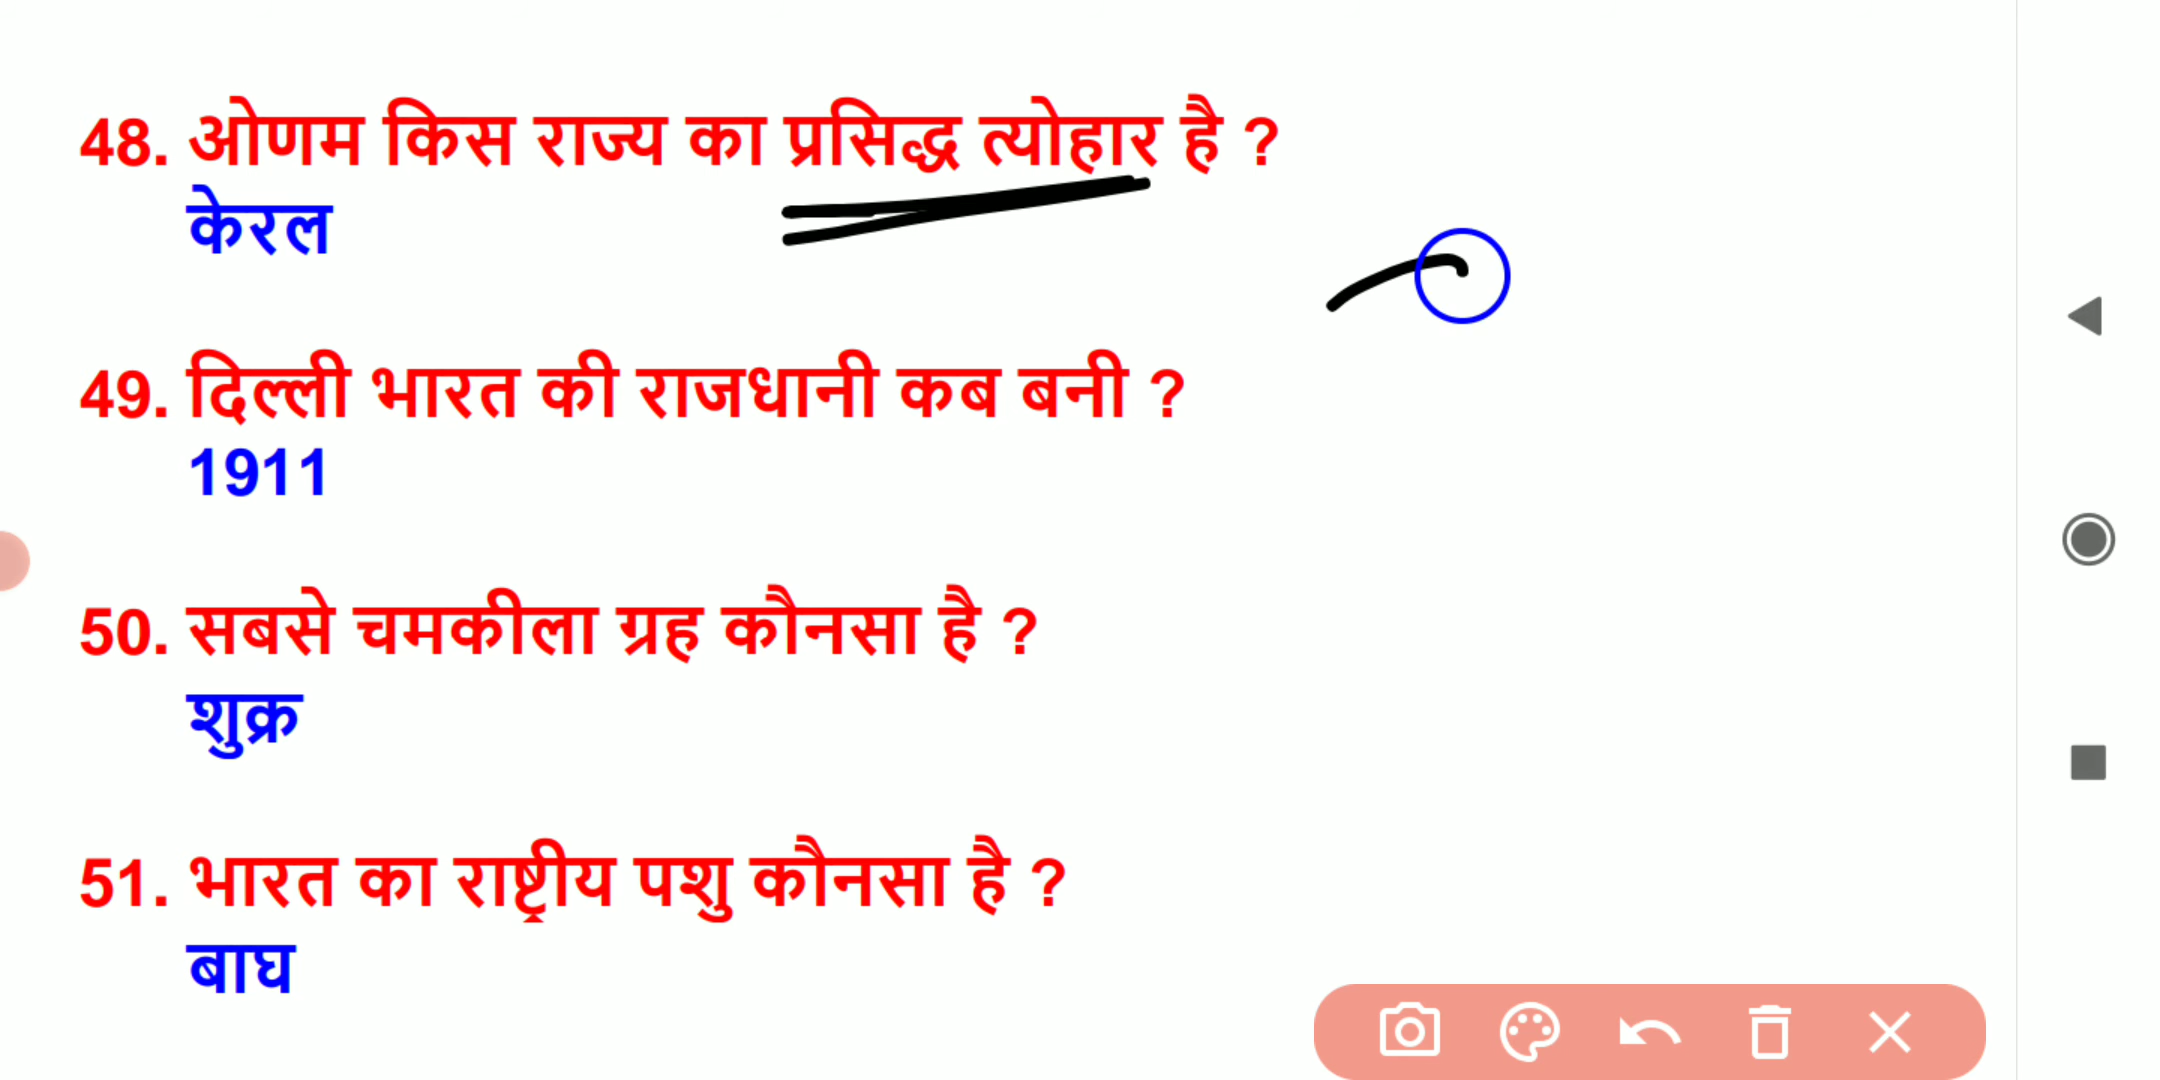 48. ओणम किस राज्य का प्रसिद्ध त्योहार है ?
केरल
49. दिल्ली भारत की राजधानी कब बनी ?
1911
50. सबसे चमकीला ग्रह कौनसा है ?
शुक्र
51. भारत का राष्ट्रीय पशु कौनसा है ?
बाघ